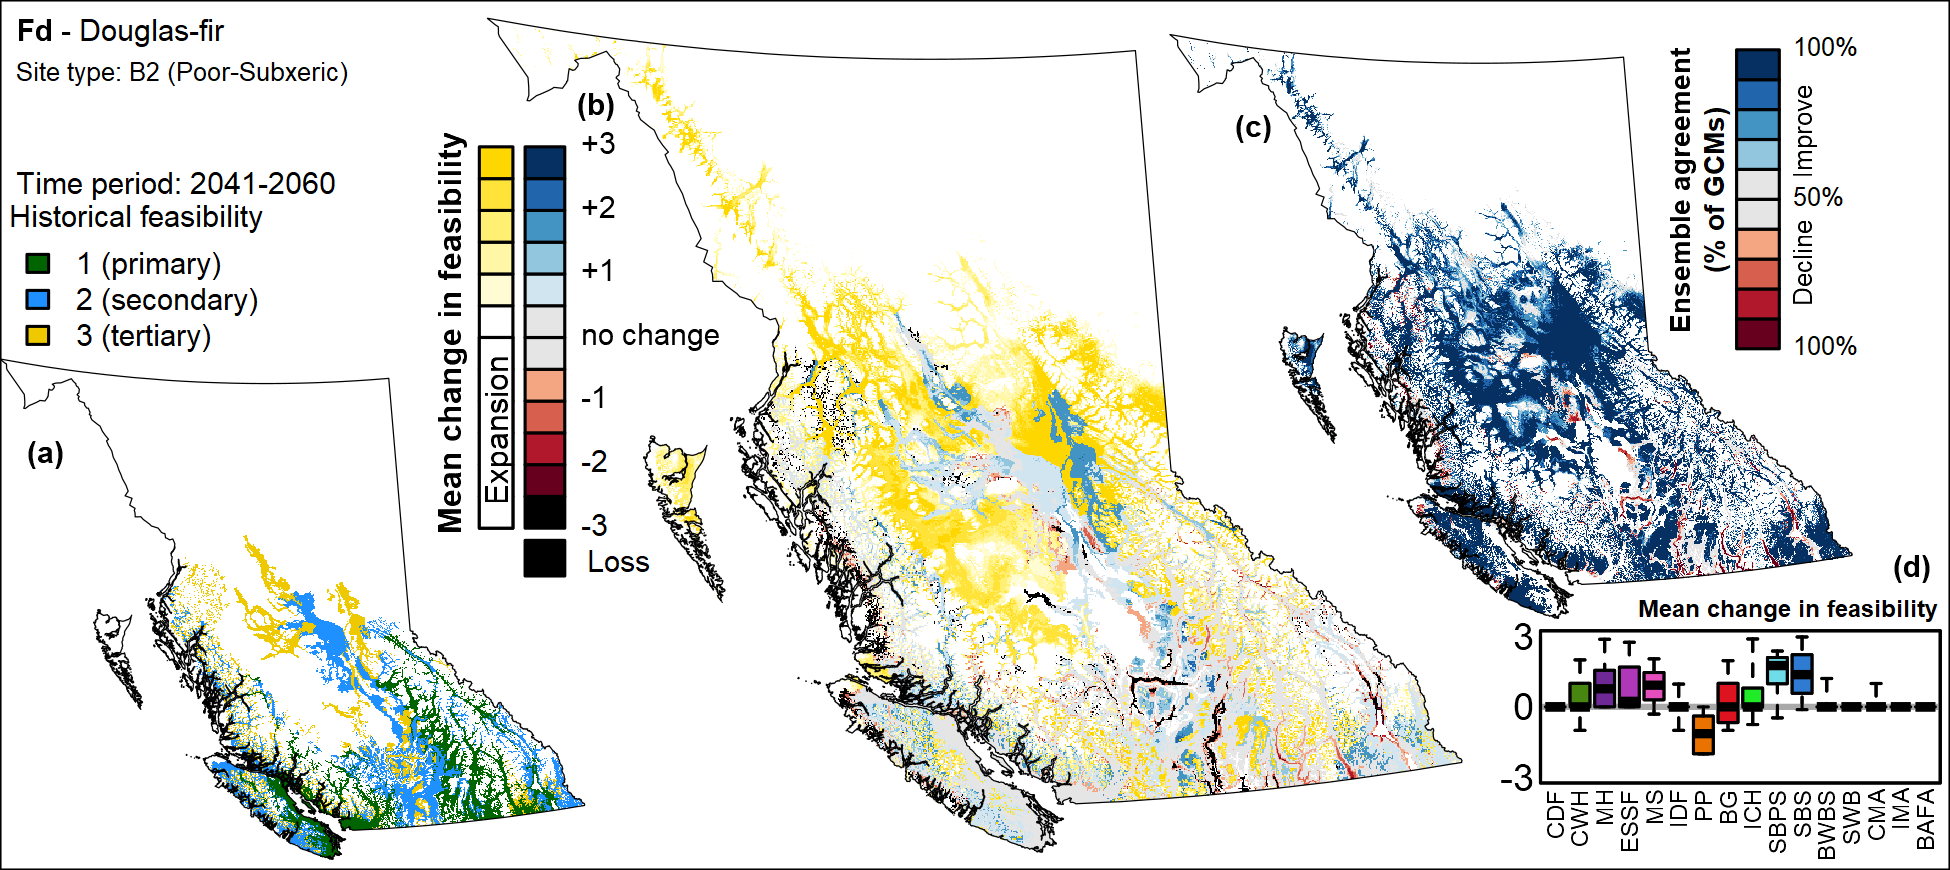 Fd - Douglas-fir
Site type: B2 (Poor-Subxeric)
Time period: 2041-2060
Historical feasibility
1 (primary)
2 (secondary)
3 (tertiary)
(a)
(b)
Mean change in feasibility
Expansion
+3
+2
+1
no change
-1
-2
-3
Loss
(c)
Ensemble agreement
(% of GCMs)
100%
Improve
50%
Decline
100%
(d)
Mean change in feasibility
3
0
-3
CDF
CWH
MH
ESSF
MS
IDF
PP
BG
ICH
SBPS
SBS
BWBS
SWB
CMA
IMA
BAFA